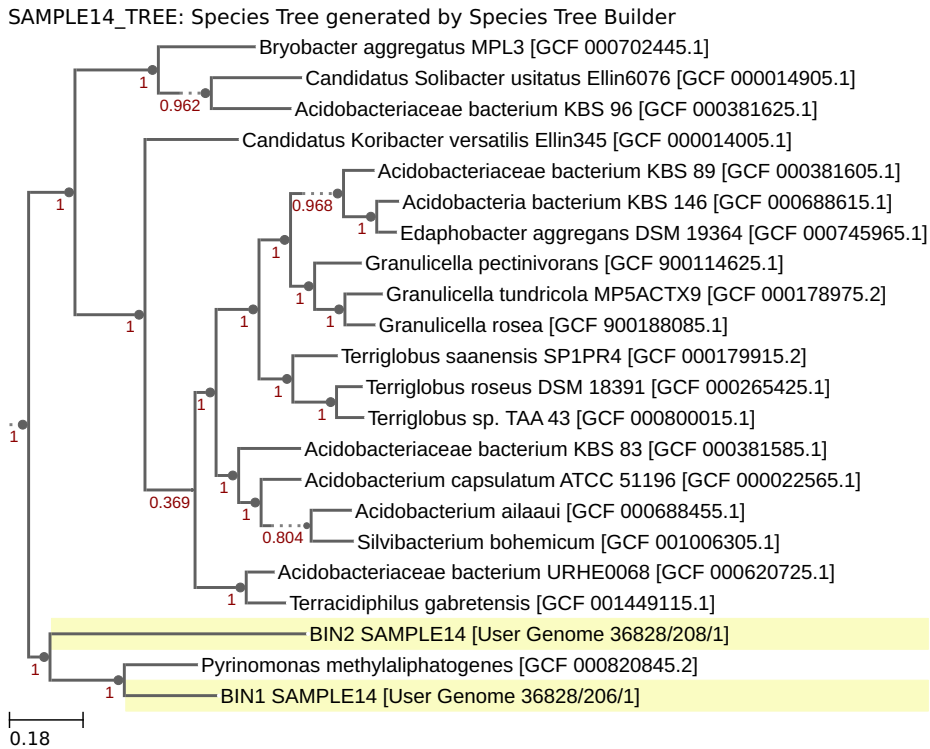 SAMPLE14_TREE: Species Tree generated by Species Tree Builder
Bryobacter aggregatus MPL3 [GCF 000702445.1]
1
Candidatus Solibacter usitatus Ellin6076 [GCF 000014905.1]
0.962
Acidobacteriaceae bacterium KBS 96 [GCF 000381625.1]
Candidatus Koribacter versatilis Ellin345 [GCF 000014005.1]
Acidobacteriaceae bacterium KBS 89 [GCF 000381605.1]
1
0.968
Acidobacteria bacterium KBS 146 [GCF 000688615.1]
1
Edaphobacter aggregans DSM 19364 [GCF 000745965.1]
1
Granulicella pectinivorans [GCF 900114625.1]
1
Granulicella tundricola MP5ACTX9 [GCF 000178975.2]
1
1
1
Granulicella rosea [GCF 900188085.1]
Terriglobus saanensis SP1PR4 [GCF 000179915.2]
1
Terriglobus roseus DSM 18391 [GCF 000265425.1]
1
1
Terriglobus sp. TAA 43 [GCF 000800015.1]
1
Acidobacteriaceae bacterium KBS 83 [GCF 000381585.1]
1
Acidobacterium capsulatum ATCC 51196 [GCF 000022565.1]
0.369
1
Acidobacterium ailaaui [GCF 000688455.1]
0.804
Silvibacterium bohemicum [GCF 001006305.1]
Acidobacteriaceae bacterium URHE0068 [GCF 000620725.1]
1
Terracidiphilus gabretensis [GCF 001449115.1]
BIN2 SAMPLE14 [User Genome 36828/208/1]
1
Pyrinomonas methylaliphatogenes [GCF 000820845.2]
1
BIN1 SAMPLE14 [User Genome 36828/206/1]
0.18